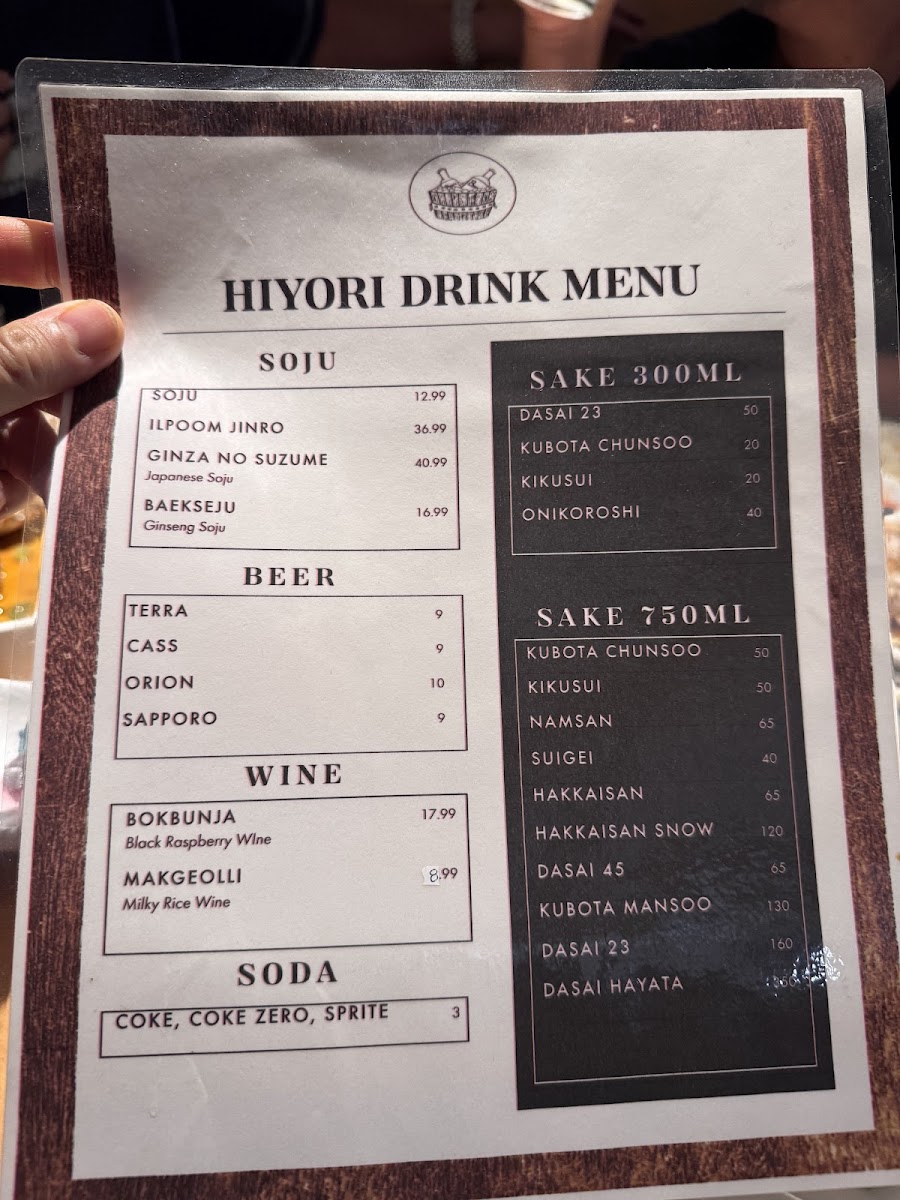 HIYORI DRINK MENU
SOJU
SOJU 12.99
ILPOOM JINRO 36.99
GINZA NO SUZUME 40.99
Japanese Soju
BAEKSEJU 16.99
Ginseng Soju
BEER
TERRA 9
CASS 9
ORION 10
SAPPORO 9
WINE
BOKBUNJA 17.99
Black Raspberry WIne
MAKGEOLLI 8.99
Milky Rice Wine
SODA
COKE, COKE ZERO, SPRITE 3
SAKE 300ML
DASAI 23 50
KUBOTA CHUNSOO 20
KIKUSUI 20
ONIKOROSHI 40
SAKE 750ML
KUBOTA CHUNSOO 50
KIKUSUI 50
NAMSAN 65
SUIGEI 40
HAKKAISAN 65
HAKKAISAN SNOW 120
DASAI 45 65
KUBOTA MANSOO 130
DASAI 23 160
DASAI HAYATA